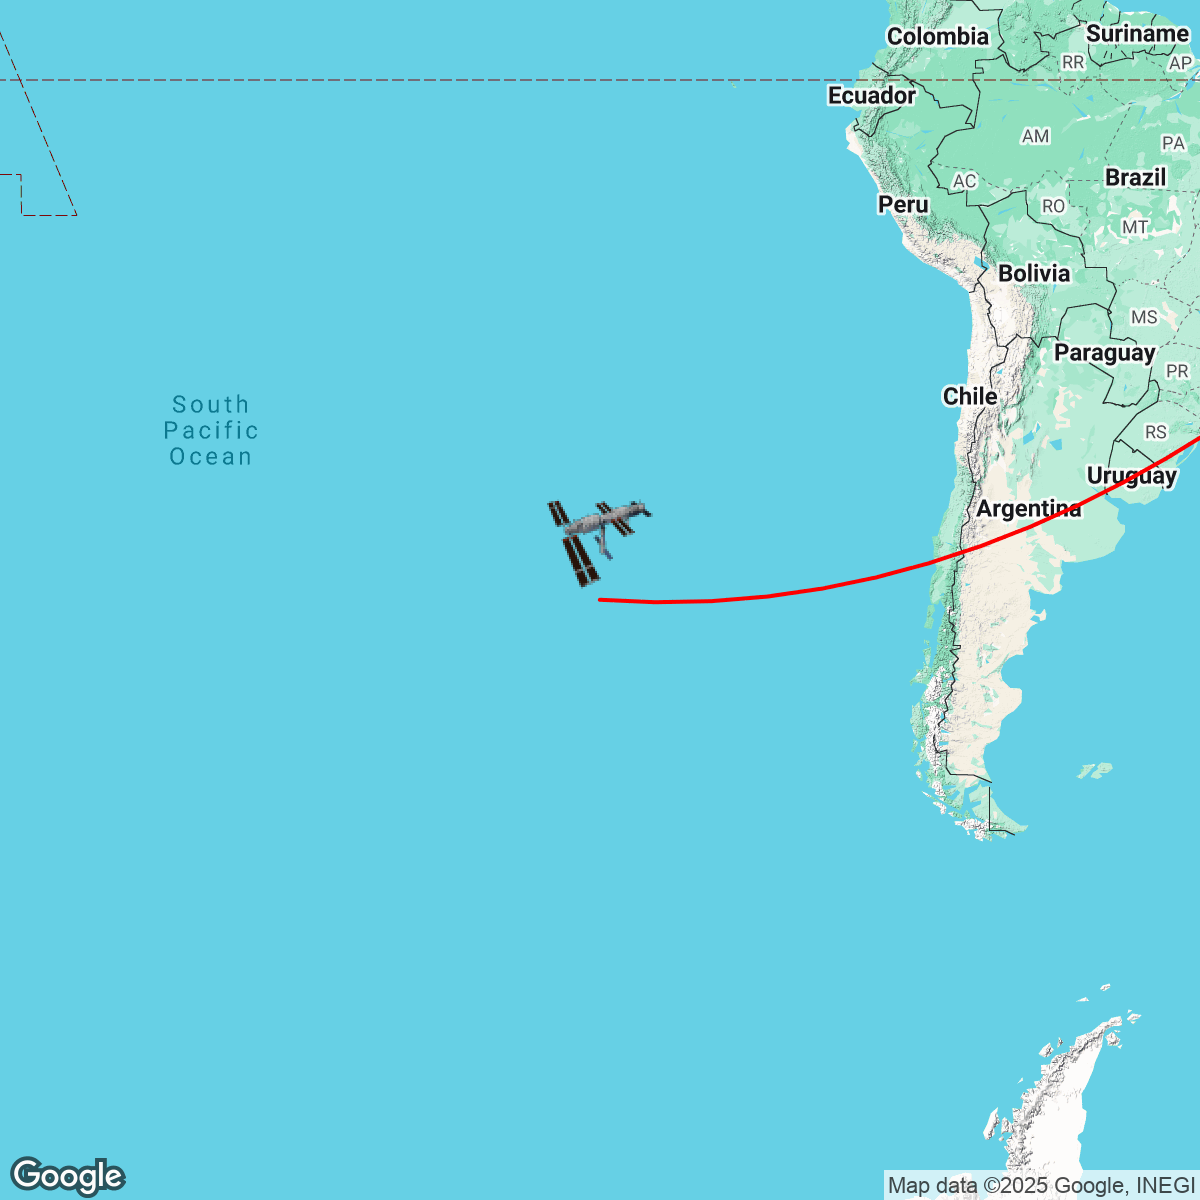 Colombia
Suriname
RR
AP
Ecuador
AM
PA
Brazil
AC
Peru
RO
MT
Bolivia
MS
Paraguay
PR
Chile
South
Pacific
Ocean
RS
Uruguay
Argentina
Google
Map data ©2025 Google, INEGI